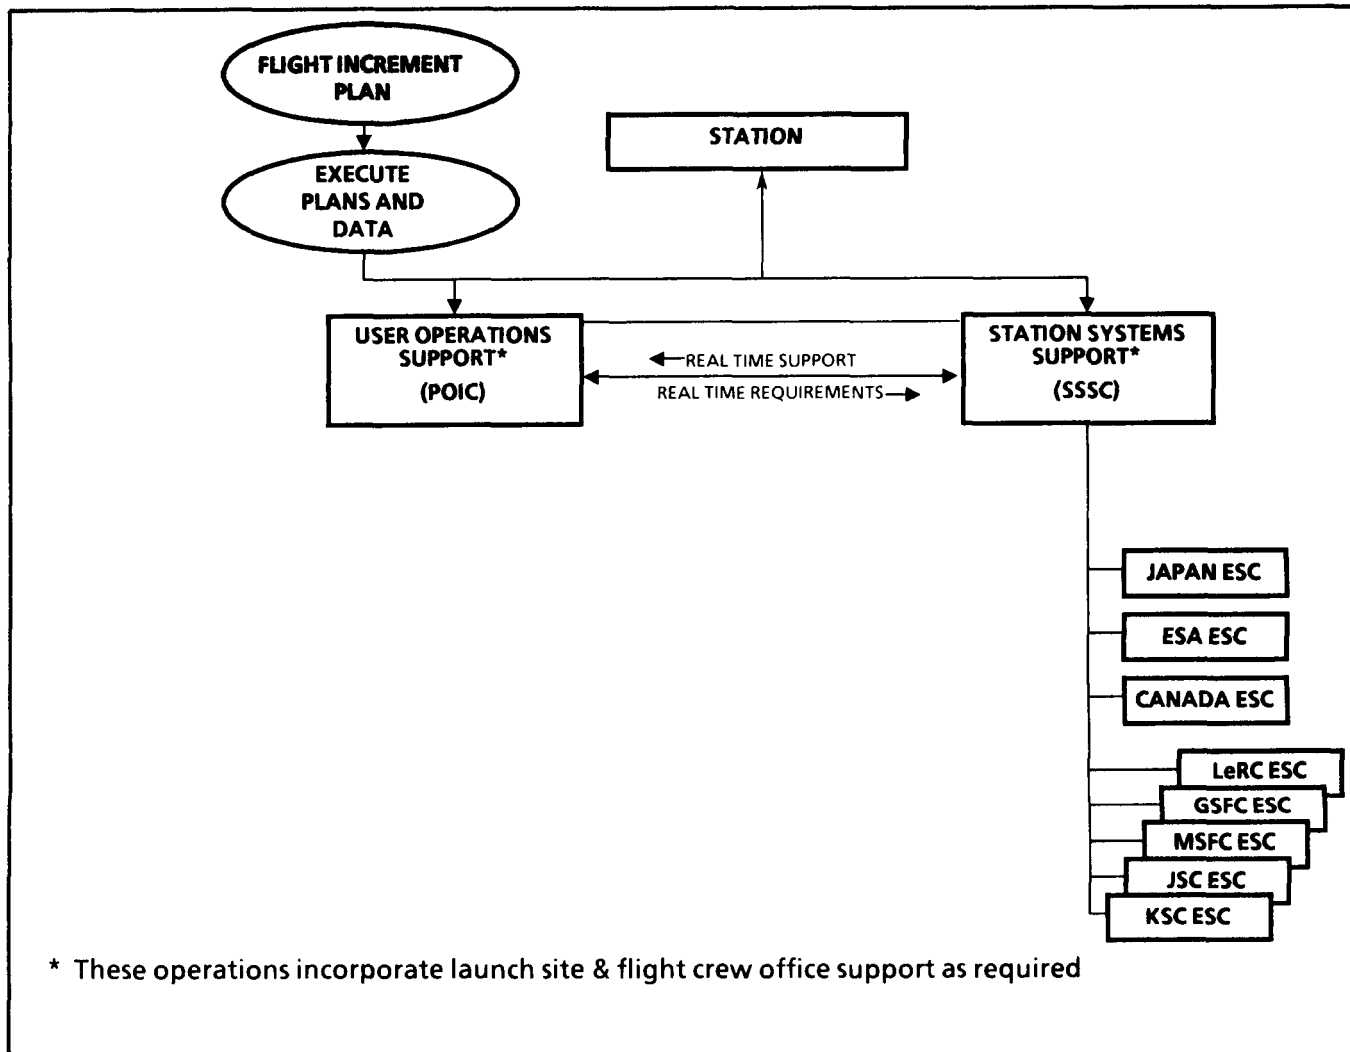 FLIGHT INCREMENT
PLAN
EXECUTE
PLANS AND
DATA
STATION
USER OPERATIONS
SUPPORT*
(POIC)
REAL TIME SUPPORT
REAL TIME REQUIREMENTS
STATION SYSTEMS
SUPPORT*
(SSSC)
JAPAN ESC
ESA ESC
CANADA ESC
LeRC ESC
GSFC ESC
MSFC ESC
JSC ESC
KSC ESC
* These operations incorporate launch site & flight crew office support as required